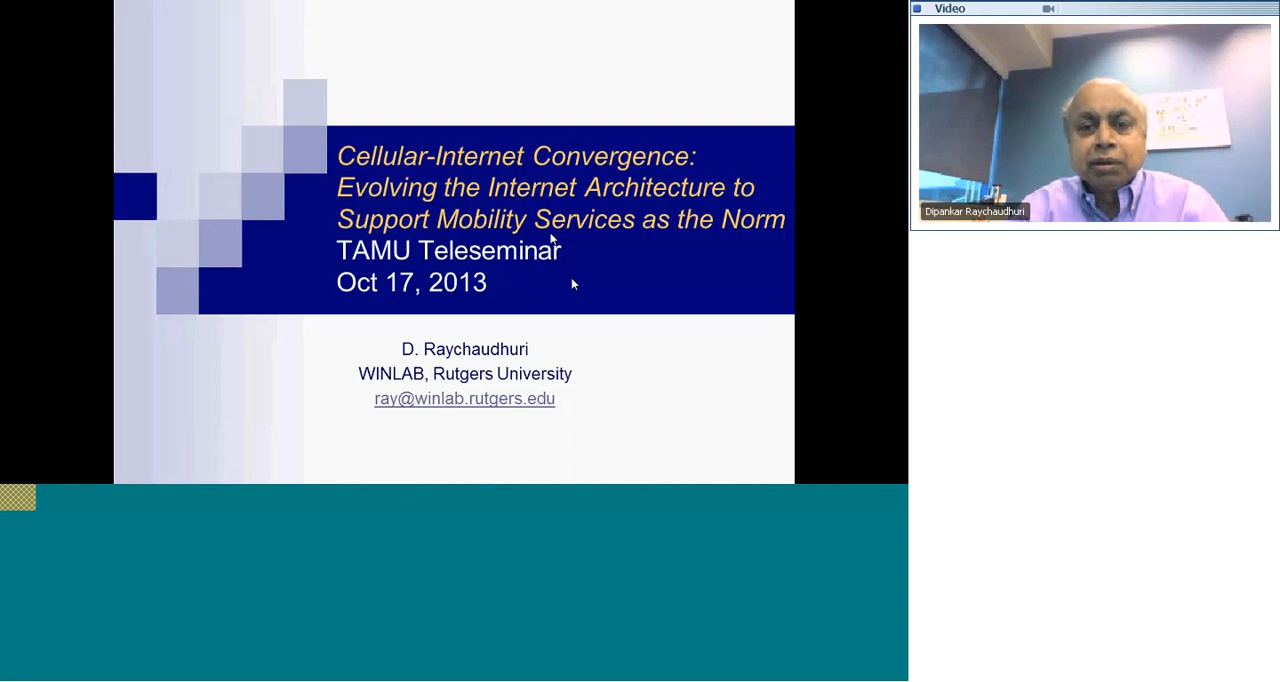 Cellular-Internet Convergence:
Evolving the Internet Architecture to
Support Mobility Services as the Norm
TAMU Teleseminar
Oct 17, 2013
D. Raychaudhuri
WINLAB, Rutgers University
ray@winlab.rutgers.edu
Video
Dipankar Raychaudhuri